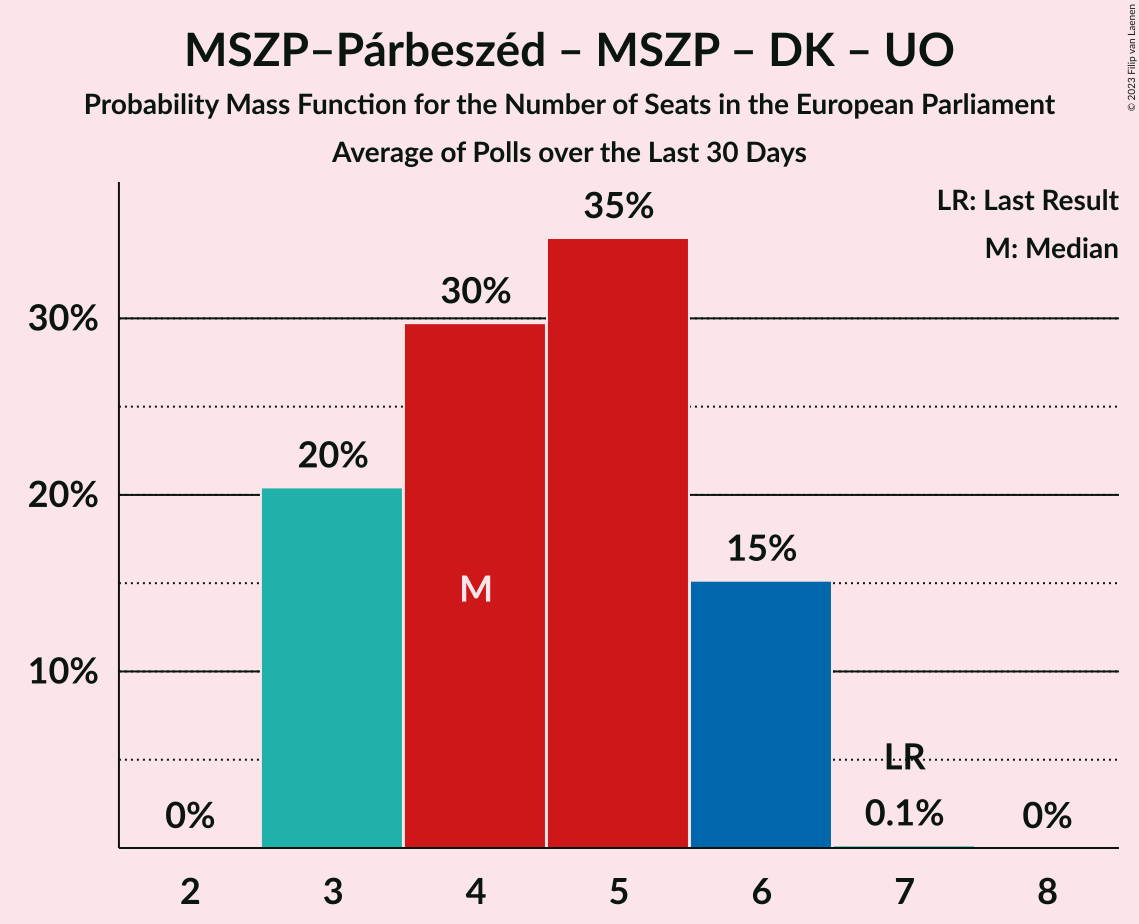 MSZP–Párbeszéd – MSZP – DK – UO
Probability Mass Function for the Number of Seats in the European Parliament
Average of Polls over the Last 30 Days
© 2023 Filip van Laenen
LR: Last Result
M: Median
35%
30%
30%
20%
20%
15%
M
10%
LR
0%
0.1%
0%
2 3 4 5 6 7 8